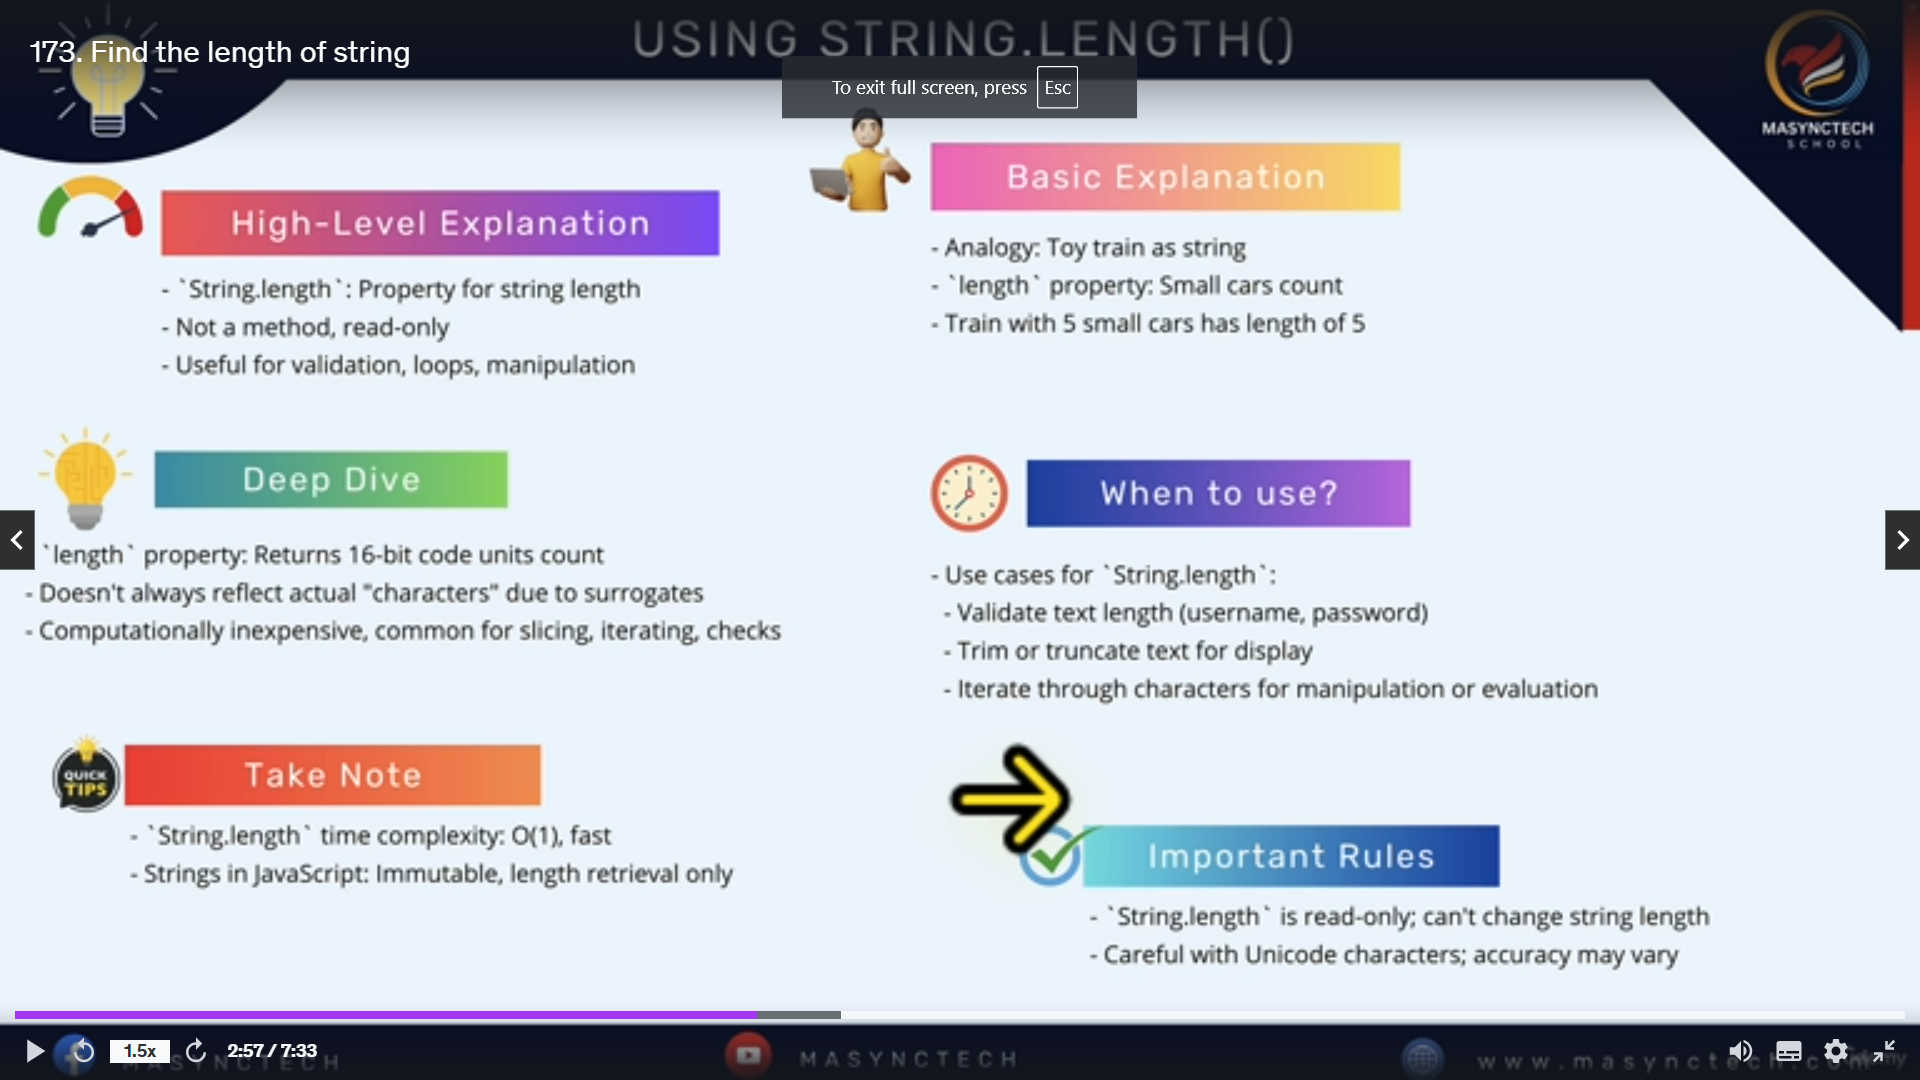 USING STRING.LENGTH()
173. Find the length of string
To exit full screen, press Esc
MASYNCTECH
SCHOOL
High-Level Explanation
- `String.length`: Property for string length
- Not a method, read-only
- Useful for validation, loops, manipulation
Basic Explanation
- Analogy: Toy train as string
- `length` property: Small cars count
- Train with 5 small cars has length of 5
Deep Dive
`length` property: Returns 16-bit code units count
- Doesn't always reflect actual "characters" due to surrogates
- Computationally inexpensive, common for slicing, iterating, checks
When to use?
- Use cases for `String.length`:
- Validate text length (username, password)
- Trim or truncate text for display
- Iterate through characters for manipulation or evaluation
QUICK
TIPS
Take Note
- `String.length` time complexity: O(1), fast
- Strings in JavaScript: Immutable, length retrieval only
Important Rules
- `String.length` is read-only; can't change string length
- Careful with Unicode characters; accuracy may vary
1.5x
2:57 / 7:33
MASYNCTECH
MASYNCTECH
www.masynctech.com